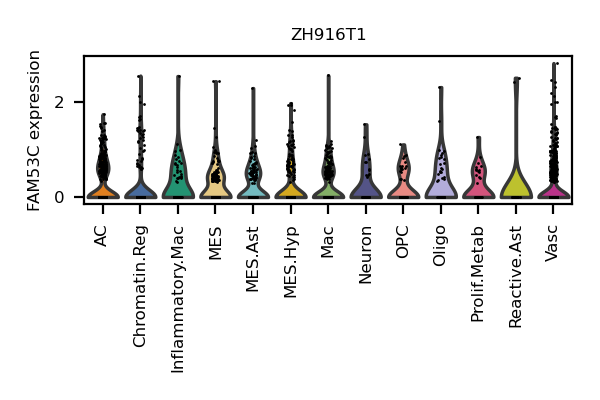 ZH916T1
FAM53C expression
2
0
AC
Chromatin.Reg
Inflammatory.Mac
MES
MES.Ast
MES.Hyp
Mac
Neuron
OPC
Oligo
Prolif.Metab
Reactive.Ast
Vasc